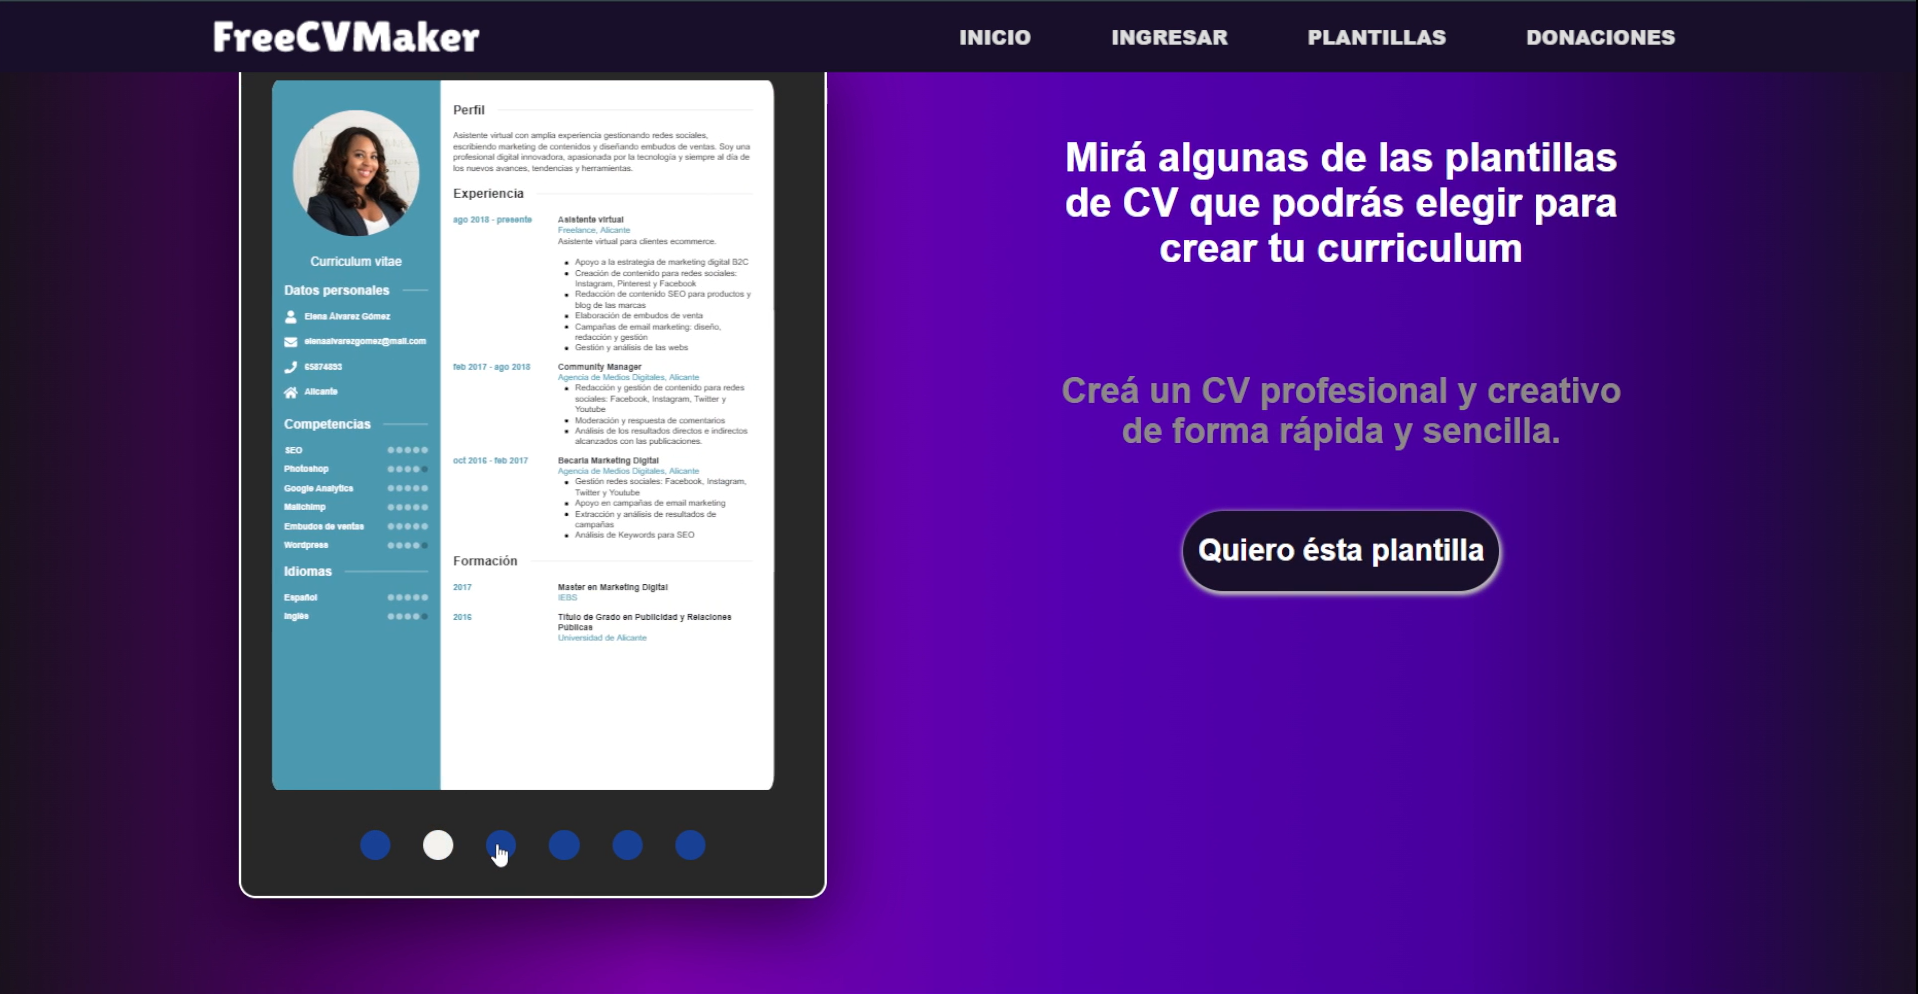 FreeCVMaker
INICIO
INGRESAR
PLANTILLAS
DONACIONES
Curriculum vitae
Datos personales
Elena Álvarez Gómez
elenaalvarezgomez@mail.com
65874893
Alicante
Competencias
SEO
Photoshop
Google Analytics
Mailchimp
Embudos de ventas
Wordpress
Idiomas
Español
Inglés
Perfil
Asistente virtual con amplia experiencia gestionando redes sociales,
escribiendo marketing de contenidos y diseñando embudos de ventas. Soy una
profesional digital innovadora, apasionada por la tecnología y siempre al día de
los nuevos avances, tendencias y herramientas.
Experiencia
ago 2018 - presente
Asistente virtual
Freelance, Alicante
Asistente virtual para clientes ecommerce.
Apoyo a la estrategia de marketing digital B2C
Creación de contenido para redes sociales:
Instagram, Pinterest y Facebook
Redacción de contenido SEO para productos y
blog de las marcas
Elaboración de embudos de venta
Campañas de email marketing: diseño,
redacción y gestión
Gestión y análisis de las webs
feb 2017 - ago 2018
Community Manager
Agencia de Medios Digitales, Alicante
Redacción y gestión de contenido para redes
sociales: Facebook, Instagram, Twitter y
Youtube
Moderación y respuesta de comentarios
Análisis de los resultados directos e indirectos
alcanzados con las publicaciones.
oct 2016 - feb 2017
Becaria Marketing Digital
Agencia de Medios Digitales, Alicante
Gestión redes sociales: Facebook, Instagram,
Twitter y Youtube
Apoyo en campañas de email marketing
Extracción y análisis de resultados de
campañas
Análisis de Keywords para SEO
Formación
2017
Master en Marketing Digital
IEBS
2016
Título de Grado en Publicidad y Relaciones
Públicas
Universidad de Alicante
Mirá algunas de las plantillas
de CV que podrás elegir para
crear tu curriculum
Creá un CV profesional y creativo
de forma rápida y sencilla.
Quiero ésta plantilla